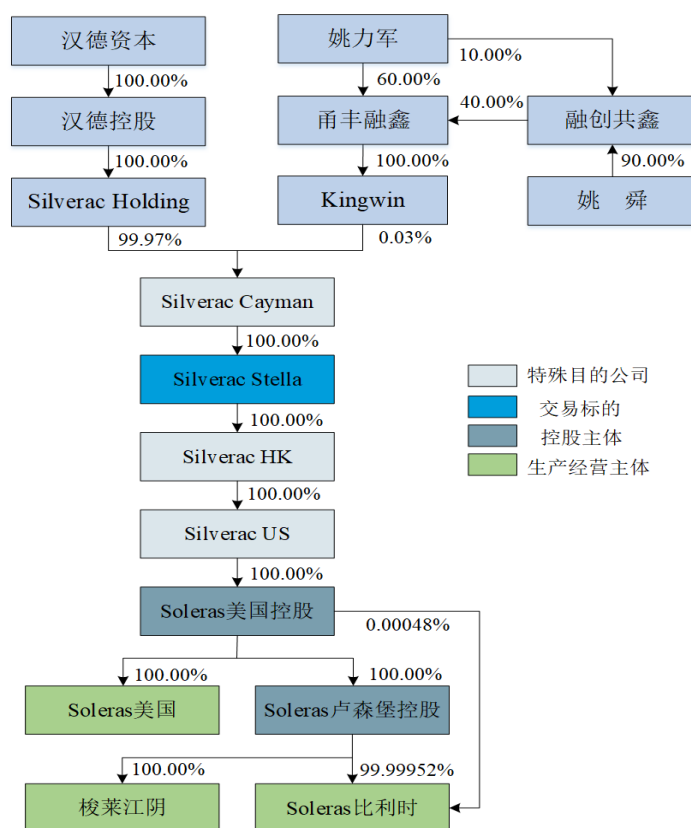 汉德资本
姚力军
100.00%
60.00%
10.00%
汉德控股
甬丰融鑫
40.00%
融创共鑫
100.00%
100.00%
90.00%
Silverac Holding
Kingwin
姚 舜
99.97%
0.03%
Silverac Cayman
100.00%
Silverac Stella
100.00%
Silverac HK
100.00%
Silverac US
100.00%
特殊目的公司
交易标的
控股主体
生产经营主体
Soleras美国控股
0.00048%
100.00%
100.00%
Soleras美国
Soleras卢森堡控股
100.00%
99.99952%
梭莱江阴
Soleras比利时